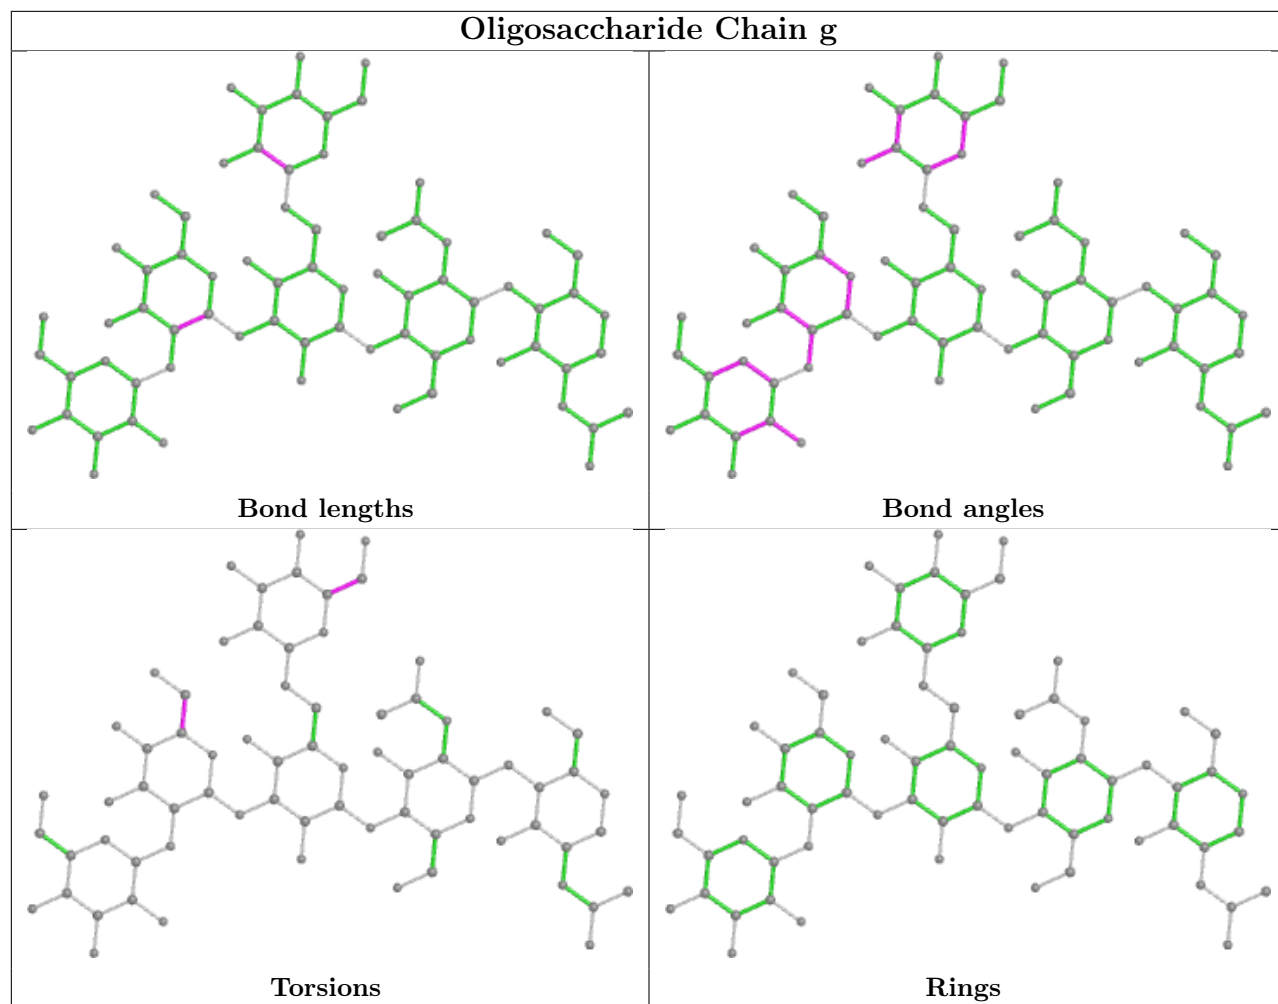 Oligosaccharide Chain g
Bond lengths
Bond angles
Torsions
Rings